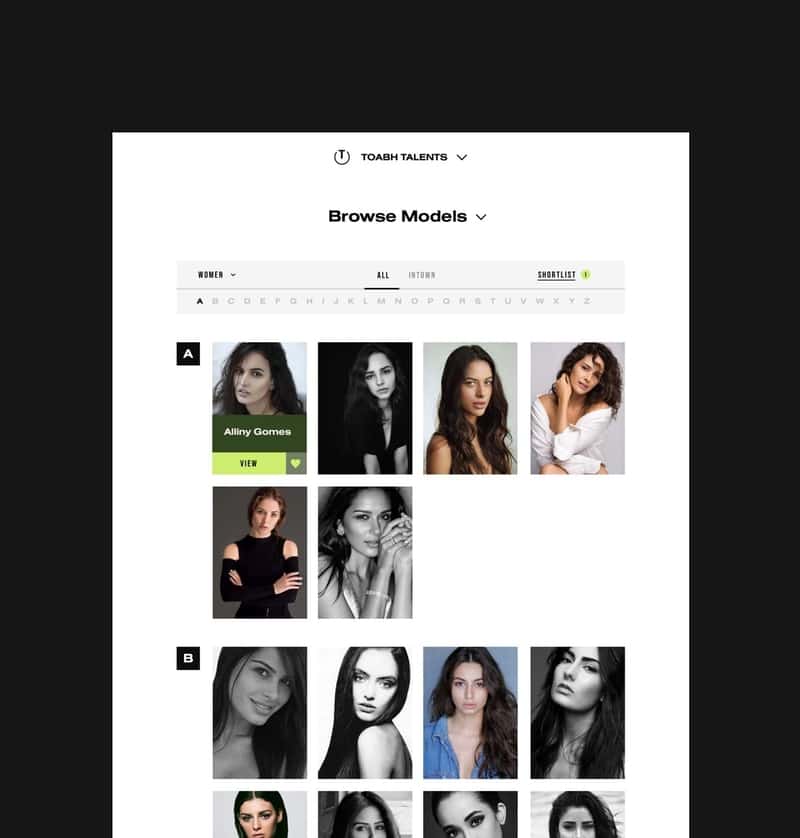 T TOABH TALENTS
Browse Models
WOMEN ALL INTOWN SHORTLIST 1
A B C D E F G H I J K L M N O P Q R S T U V W X Y Z
A
Alliny Gomes
VIEW
B